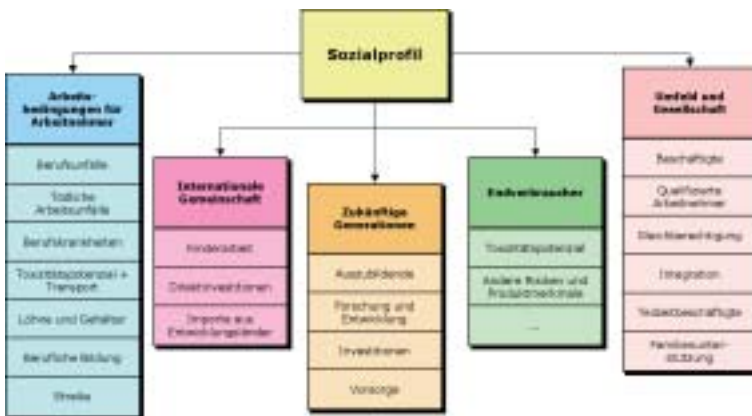 Sozialprofil
Arbeits-
bedingungen für
Arbeitnehmer
Berufsunfälle
Tödliche
Arbeitsunfälle
Berufskrankheiten
Toxizitätspotenzial +
Transport
Löhne und Gehälter
Berufliche Bildung
Streiks
Internationale
Gemeinschaft
Kinderarbeit
Direktinvestitionen
Importe aus
Entwicklungsländer
Zukünftige
Generationen
Auszubildende
Forschung und
Entwicklung
Investitionen
Vorsorge
Endverbraucher
Toxizitätspotenzial
Andere Risiken und
Produktmerkmale
...
Umfeld und
Gesellschaft
Beschäftigte
Qualifizierte
Arbeitnehmer
Gleichberechtigung
Integration
Teilzeitbeschäftigte
Familienunter-
stützung